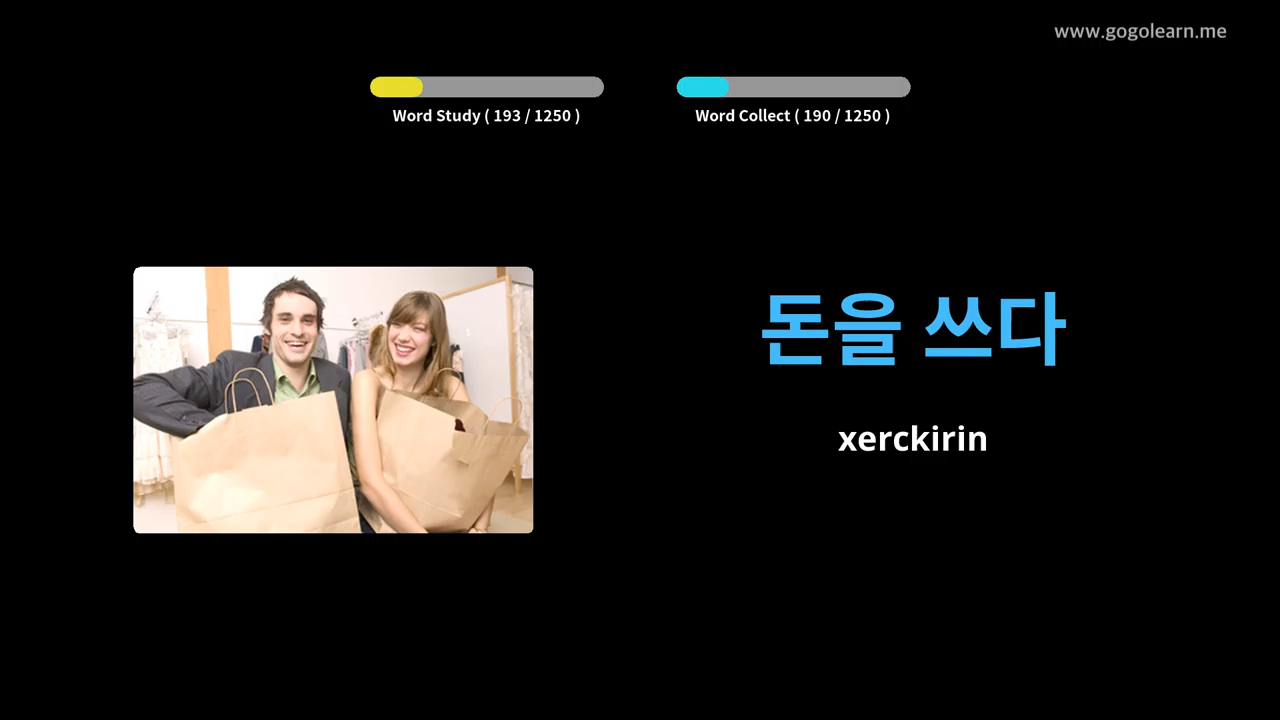 www.gogolearn.me
Word Study ( 193 / 1250 )
Word Collect ( 190 / 1250 )
돈을 쓰다
xerckirin